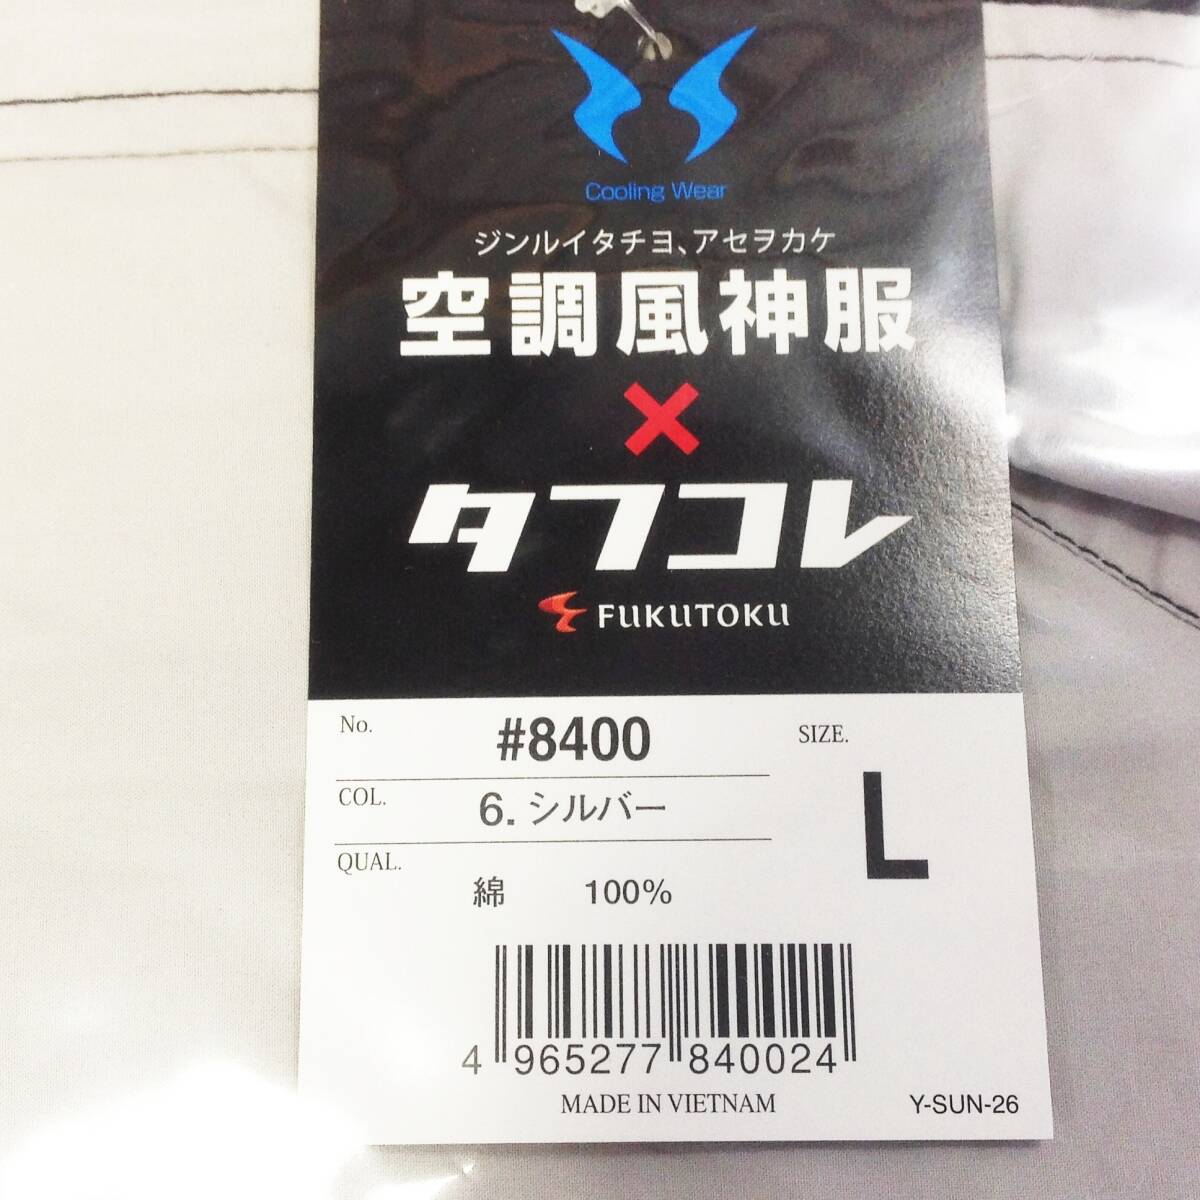 Cooling Wear
ジンルイタチヨ、アセヲカケ
空調風神服
×
タフコレ
FUKUTOKU
No. #8400
SIZE.
COL. 6. シルバー
L
QUAL.
綿 100%
4 965277 840024
MADE IN VIETNAM
Y-SUN-26